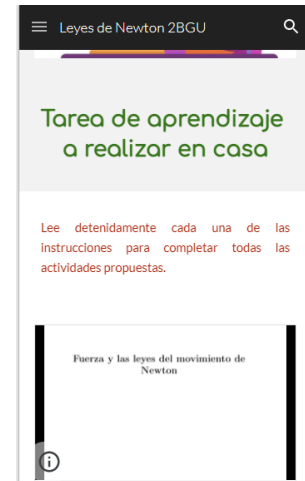 Leyes de Newton 2BGU
Tarea de aprendizaje
a realizar en casa
Lee detenidamente cada una de las
instrucciones para completar todas las
actividades propuestas.
Fuerza y las leyes del movimiento de
Newton